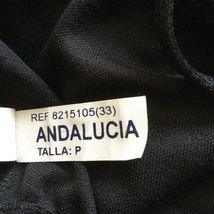 REF 8215105(33)
ANDALUCIA
TALLA: P